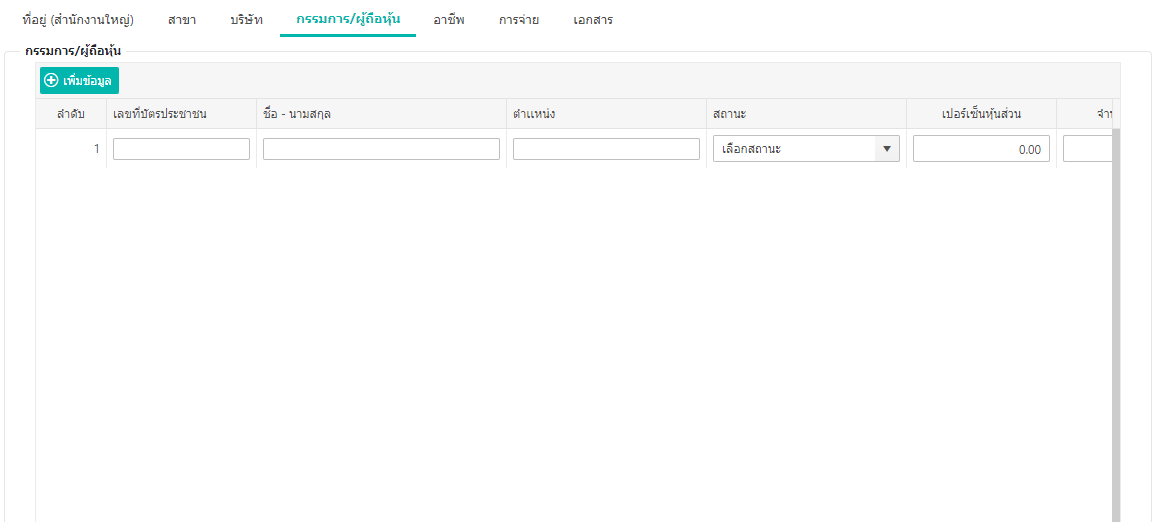 ที่อยู่ (สำนักงานใหญ่) สาขา บริษัท กรรมการ/ผู้ถือหุ้น อาชีพ การจ่าย เอกสาร
กรรมการ/ผู้ถือหุ้น
เพิ่มข้อมูล
ลำดับ เลขที่บัตรประชาชน ชื่อ - นามสกุล ตำแหน่ง สถานะ เปอร์เซ็นหุ้นส่วน
1 เลือกสถานะ 0.00